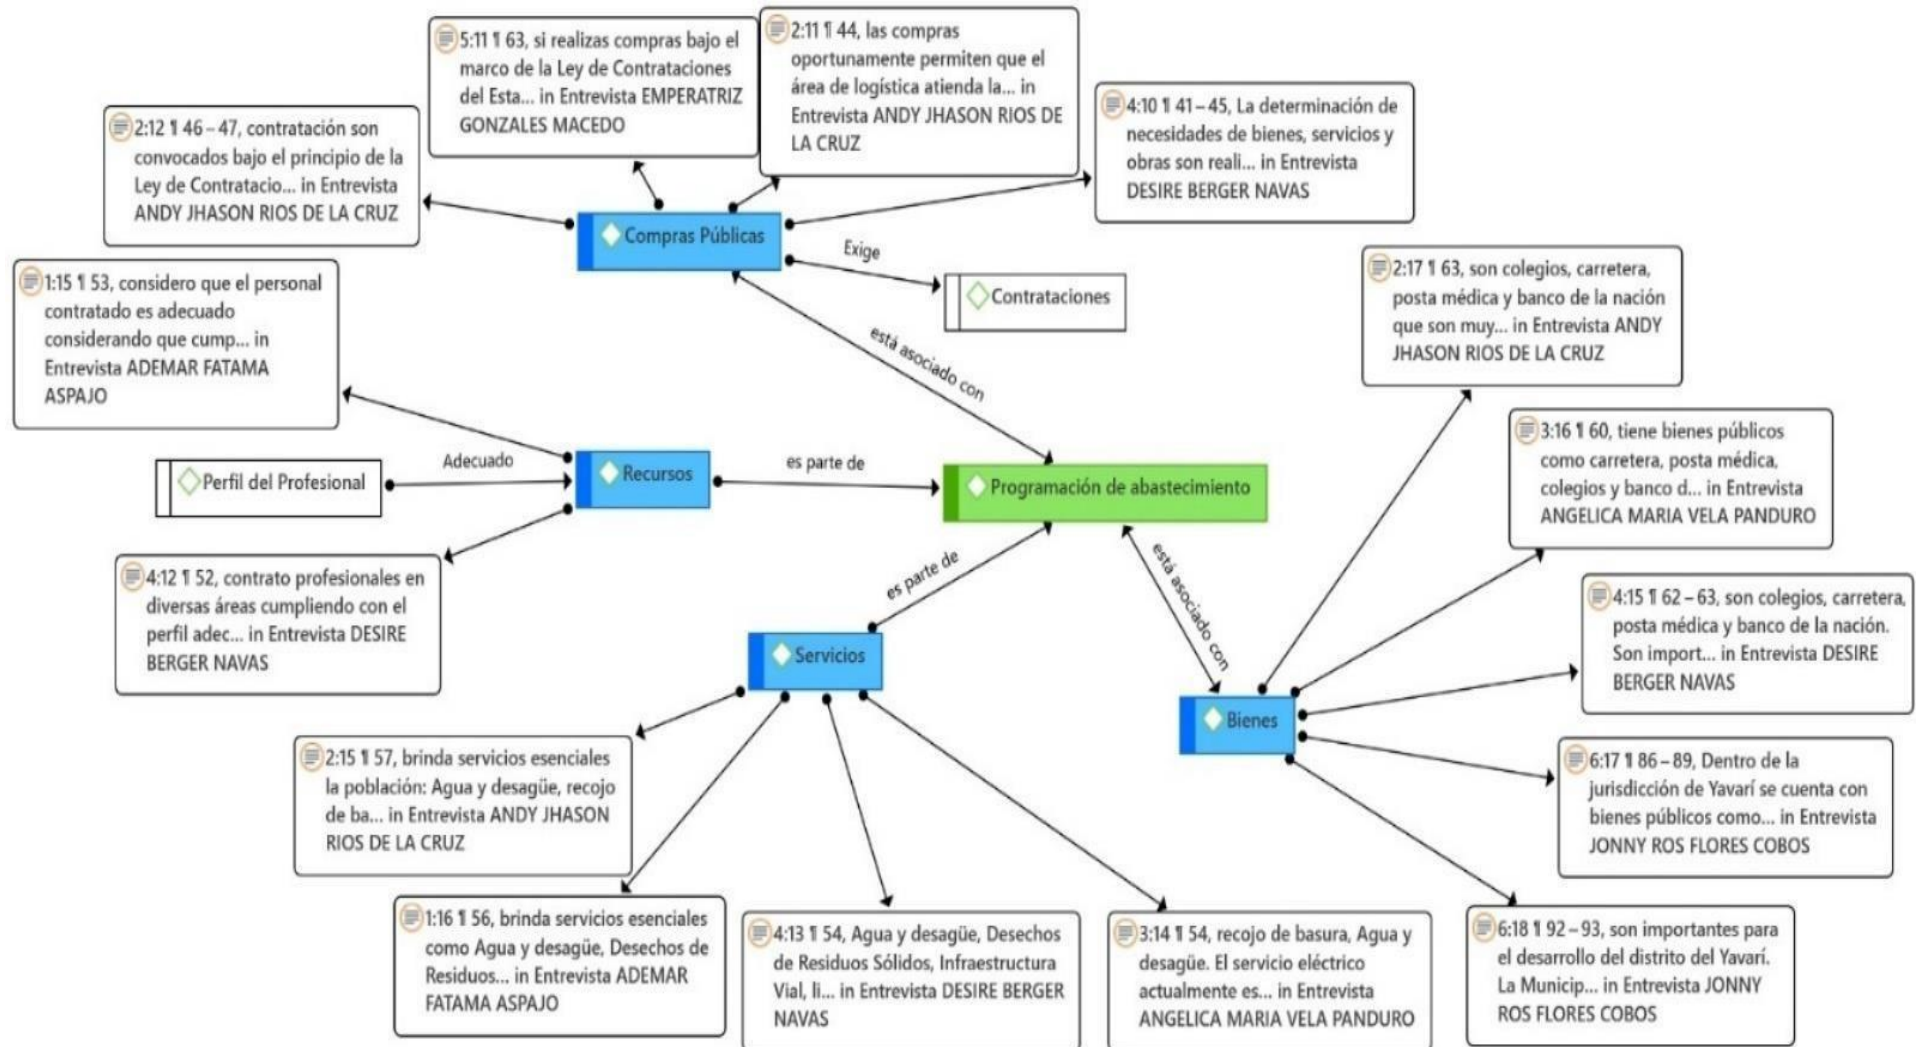 5:11 ¶ 63, si realizas compras bajo el
marco de la Ley de Contrataciones
del Esta... in Entrevista EMPERATRIZ
GONZALES MACEDO
2:11 ¶ 44, las compras
oportunamente permiten que el
área de logística atienda la... in
Entrevista ANDY JHASON RIOS DE
LA CRUZ
4:10 ¶ 41 – 45, La determinación de
necesidades de bienes, servicios y
obras son reali... in Entrevista
DESIRE BERGER NAVAS
2:12 ¶ 46 – 47, contratación son
convocados bajo el principio de la
Ley de Contratacio... in Entrevista
ANDY JHASON RIOS DE LA CRUZ
Compras Públicas
Exige
Contrataciones
está asociado con
1:15 ¶ 53, considero que el personal
contratado es adecuado
considerando que cump... in
Entrevista ADEMAR FATAMA
ASPAJO
2:17 ¶ 63, son colegios, carretera,
posta médica y banco de la nación
que son muy... in Entrevista ANDY
JHASON RIOS DE LA CRUZ
3:16 ¶ 60, tiene bienes públicos
como carretera, posta médica,
colegios y banco d... in Entrevista
ANGELICA MARIA VELA PANDURO
Perfil del Profesional
Adecuado
Recursos
es parte de
Programación de abastecimiento
4:12 ¶ 52, contrato profesionales en
diversas áreas cumpliendo con el
perfil adec... in Entrevista DESIRE
BERGER NAVAS
es parte de
está asociado con
4:15 ¶ 62 – 63, son colegios, carretera,
posta médica y banco de la nación.
Son import... in Entrevista DESIRE
BERGER NAVAS
Servicios
Bienes
2:15 ¶ 57, brinda servicios esenciales
la población: Agua y desagüe, recojo
de ba... in Entrevista ANDY JHASON
RIOS DE LA CRUZ
6:17 ¶ 86 – 89, Dentro de la
jurisdicción de Yavarí se cuenta con
bienes públicos como... in Entrevista
JONNY ROS FLORES COBOS
1:16 ¶ 56, brinda servicios esenciales
como Agua y desagüe, Desechos de
Residuos... in Entrevista ADEMAR
FATAMA ASPAJO
4:13 ¶ 54, Agua y desagüe, Desechos
de Residuos Sólidos, Infraestructura
Vial, li... in Entrevista DESIRE BERGER
NAVAS
3:14 ¶ 54, recojo de basura, Agua y
desagüe. El servicio eléctrico
actualmente es... in Entrevista
ANGELICA MARIA VELA PANDURO
6:18 ¶ 92 – 93, son importantes para
el desarrollo del distrito del Yavarí.
La Municip... in Entrevista JONNY
ROS FLORES COBOS